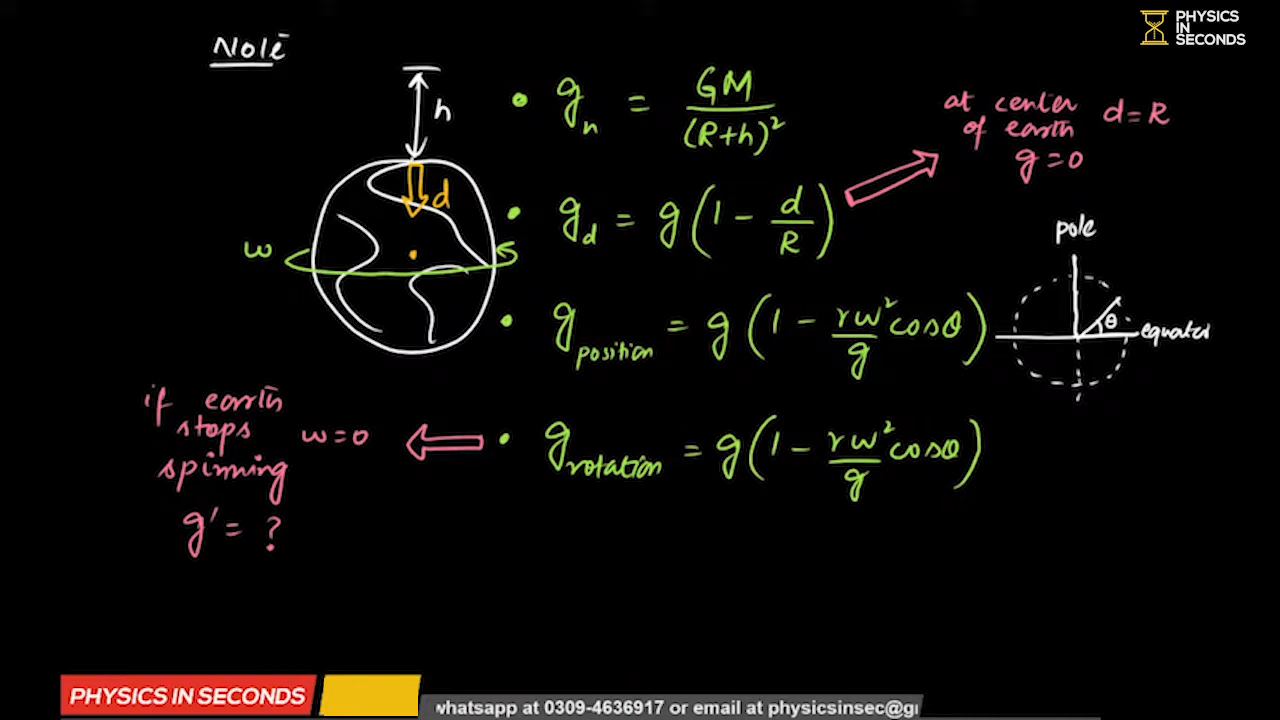 PHYSICS
IN
SECONDS
Note
h
d
w
• gₕ = GM/(R+h)²
at center of earth d=R
g=0
• g_d = g(1 - d/R)
• g_position = g(1 - rw²/g cosθ)
pole
θ
equator
• g_rotation = g(1 - rw²/g cosθ)
if earth
stops w=0
spinning
g' = ?
PHYSICS IN SECONDS
whatsapp at 0309-4636917 or email at physicsinsec@g